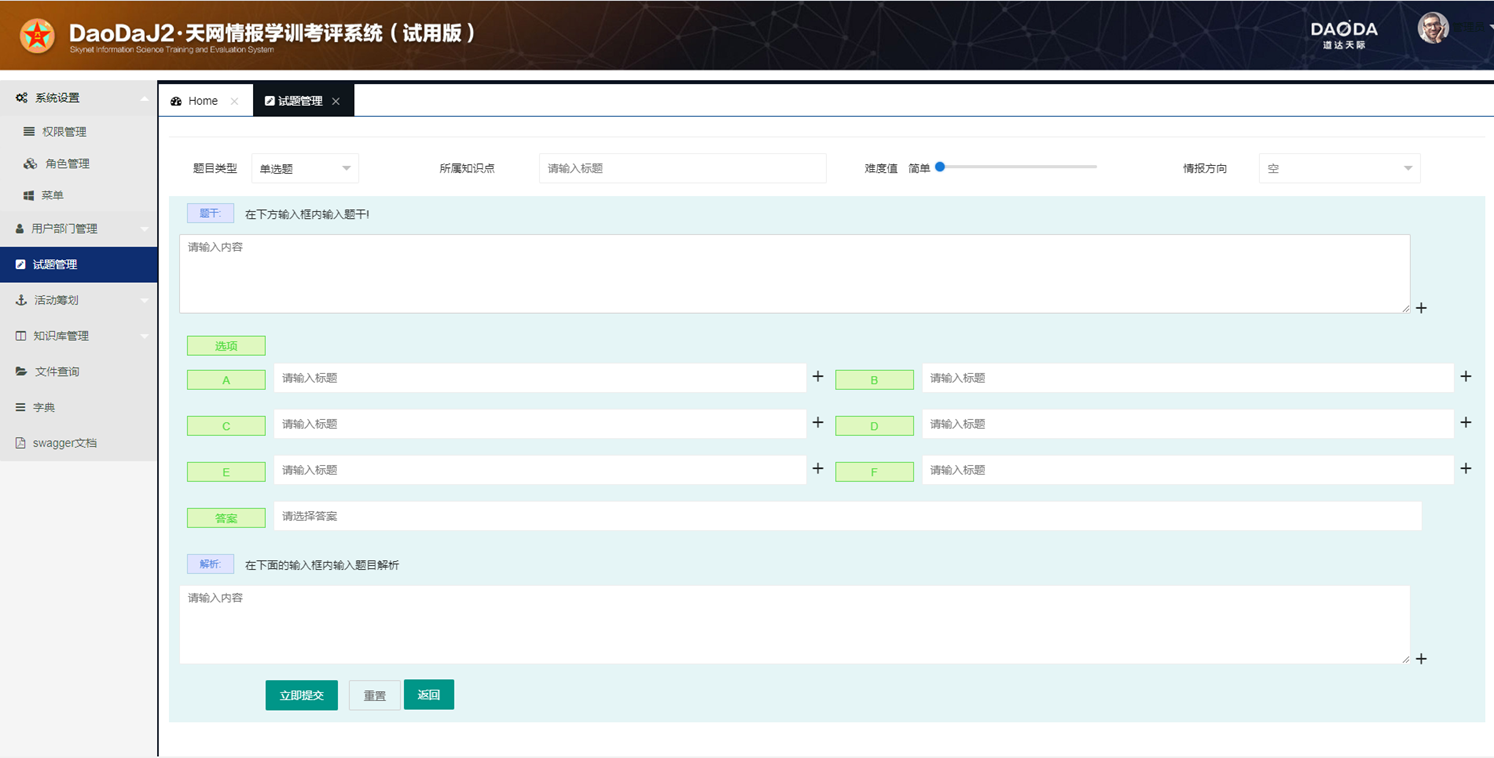 DaoDaJ2·天网情报学训考评系统（试用版）
Skynet Information Science Training and Evaluation System
DAODA
道达天际
系统设置
权限管理
角色管理
菜单
用户部门管理
试题管理
活动筹划
知识库管理
文件查询
字典
swagger文档
Home
试题管理
题目类型 单选题 所属知识点 请输入标题 难度值 简单 情报方向 空
题干: 在下方输入框内输入题干!
请输入内容
选项
A 请输入标题 B 请输入标题
C 请输入标题 D 请输入标题
E 请输入标题 F 请输入标题
答案 请选择答案
解析: 在下面的输入框内输入题目解析
请输入内容
立即提交 重置 返回